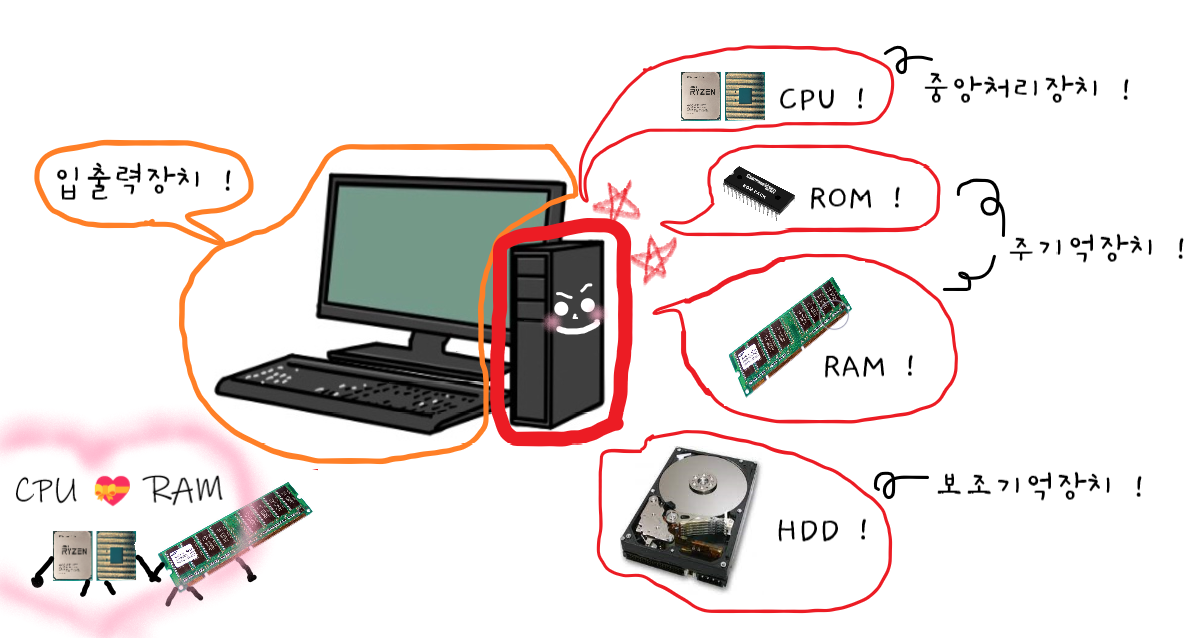 CPU !
중앙처리장치 !
입출력장치 !
ROM !
주기억장치 !
RAM !
CPU 💝 RAM
HDD !
보조기억장치 !
RYZEN
RYZEN